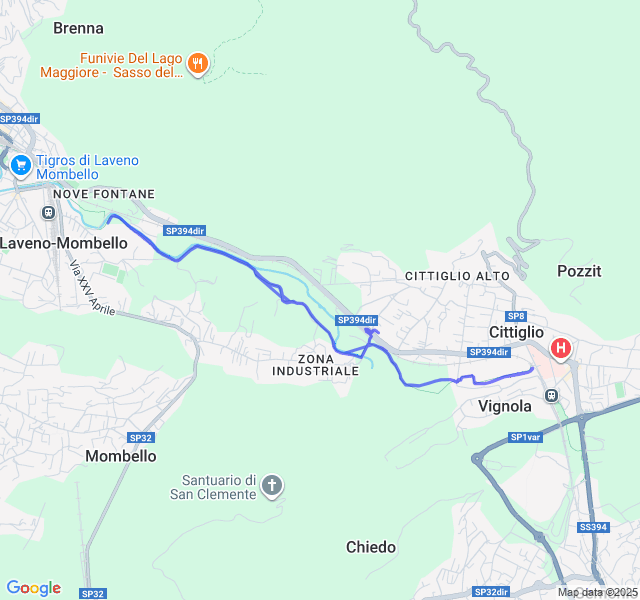 Brenna
Funivie Del Lago
Maggiore - Sasso del...
SP394dir
Tigros di Laveno
Mombello
NOVE FONTANE
SP394dir
Laveno-Mombello
Via XXV Aprile
CITTIGLIO ALTO
Pozzit
SP8
SP394dir
Cittiglio
H
SP394dir
ZONA
INDUSTRIALE
Vignola
SP32
SP1var
Mombello
Santuario di
San Clemente
SS394
Chiedo
Google
SP32
SP32dir
Map data ©2025